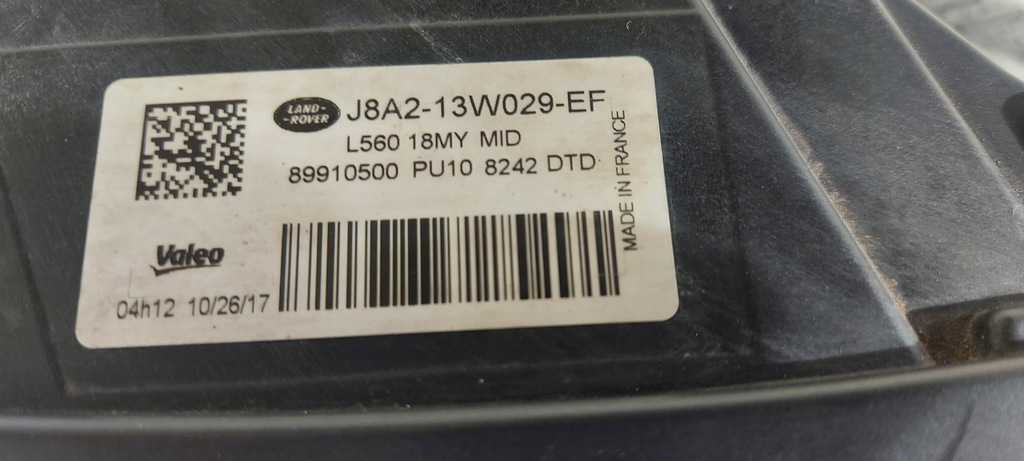 LAND-
-ROVER
J8A2-13W029-EF
L560 18MY MID
89910500 PU10 8242 DTD
MADE IN FRANCE
Valeo
04h12 10/26/17